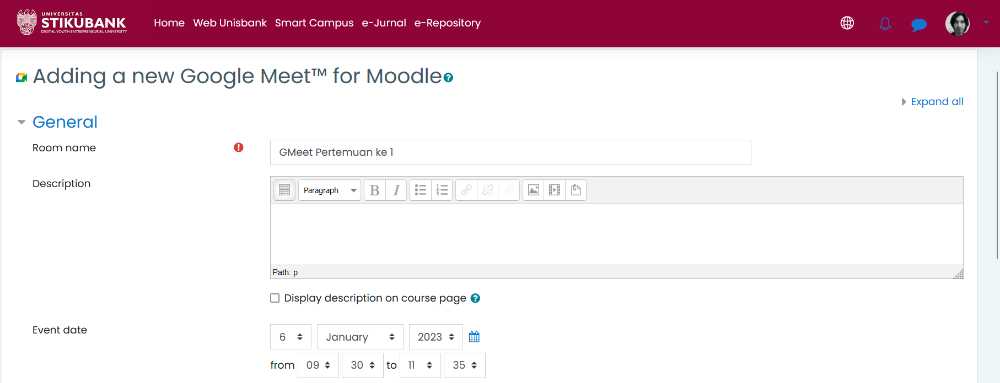 UNIVERSITAS
STIKUBANK
DIGITAL YOUTH ENTREPRENEURIAL UNIVERSITY
Home Web Unisbank Smart Campus e-Jurnal e-Repository
Adding a new Google Meet™ for Moodle
Expand all
General
Room name
GMeet Pertemuan ke 1
Description
Paragraph
B I
Path: p
Display description on course page
Event date
6 January 2023
from 09 30 to 11 35